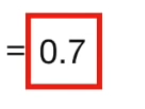 = 0.7